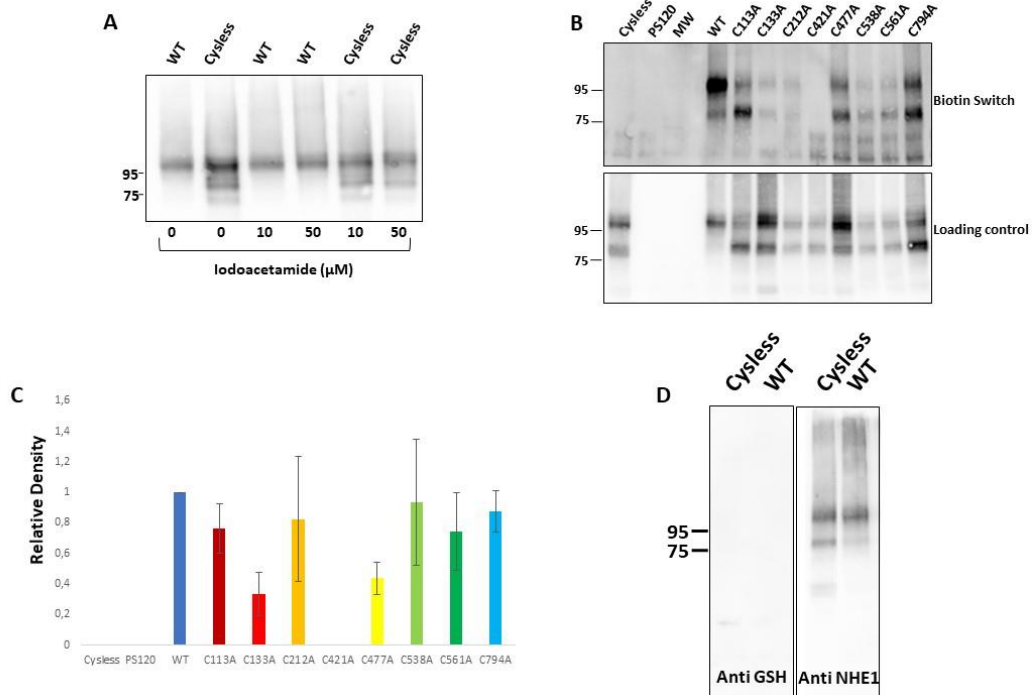 A
WT Cysless WT WT Cysless Cysless
95
75
0 0 10 50 10 50
Iodoacetamide (µM)
B
Cysless PS120 MW WT C113A C133A C212A C421A C477A C538A C561A C794A
95
75
Biotin Switch
95
75
Loading control
C
Relative Density
1,6
1,4
1,2
1
0,8
0,6
0,4
0,2
0
Cysless PS120 WT C113A C133A C212A C421A C477A C538A C561A C794A
D
Cysless WT Cysless WT
95
75
Anti GSH Anti NHE1